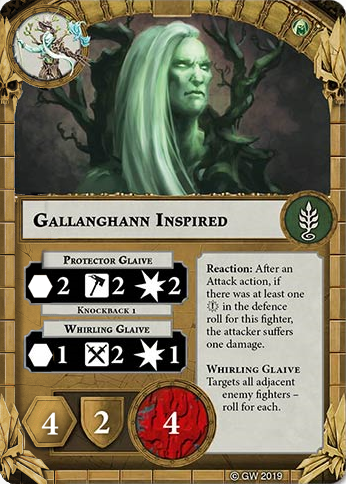 Gallanghann Inspired
Protector Glaive
2 2 2
Knockback 1
Whirling Glaive
1 2 1
4 2 4
Reaction: After an
Attack action, if
there was at least one
in the defence
roll for this fighter,
the attacker suffers
one damage.
Whirling Glaive
Targets all adjacent
enemy fighters –
roll for each.
© GW 2019